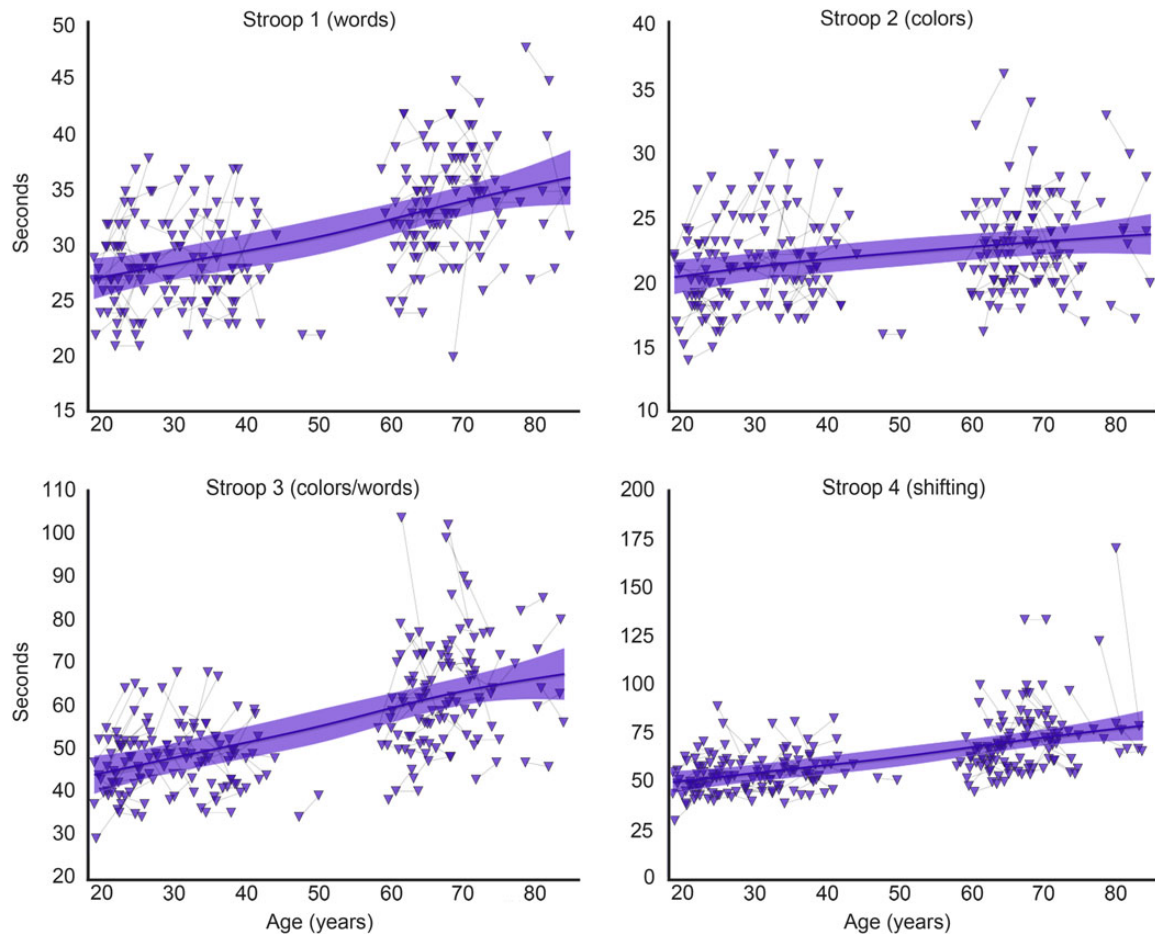 Stroop 1 (words)
50
45
40
35
30
25
20
15
Seconds
20 30 40 50 60 70 80
Stroop 2 (colors)
40
35
30
25
20
15
10
20 30 40 50 60 70 80
Stroop 3 (colors/words)
110
100
90
80
70
60
50
40
30
20
Seconds
20 30 40 50 60 70 80
Age (years)
Stroop 4 (shifting)
200
175
150
125
100
75
50
25
0
20 30 40 50 60 70 80
Age (years)